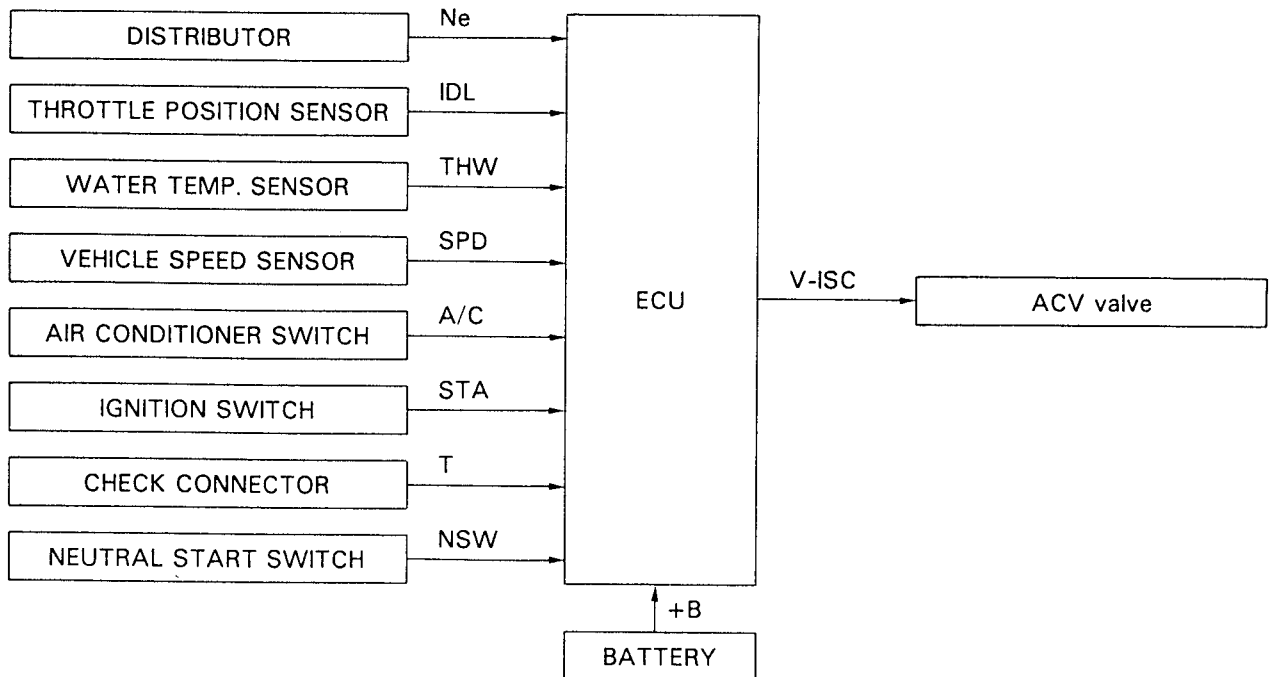 DISTRIBUTOR
Ne
THROTTLE POSITION SENSOR
IDL
WATER TEMP. SENSOR
THW
VEHICLE SPEED SENSOR
SPD
AIR CONDITIONER SWITCH
A/C
IGNITION SWITCH
STA
CHECK CONNECTOR
T
NEUTRAL START SWITCH
NSW
ECU
V-ISC
ACV valve
+B
BATTERY